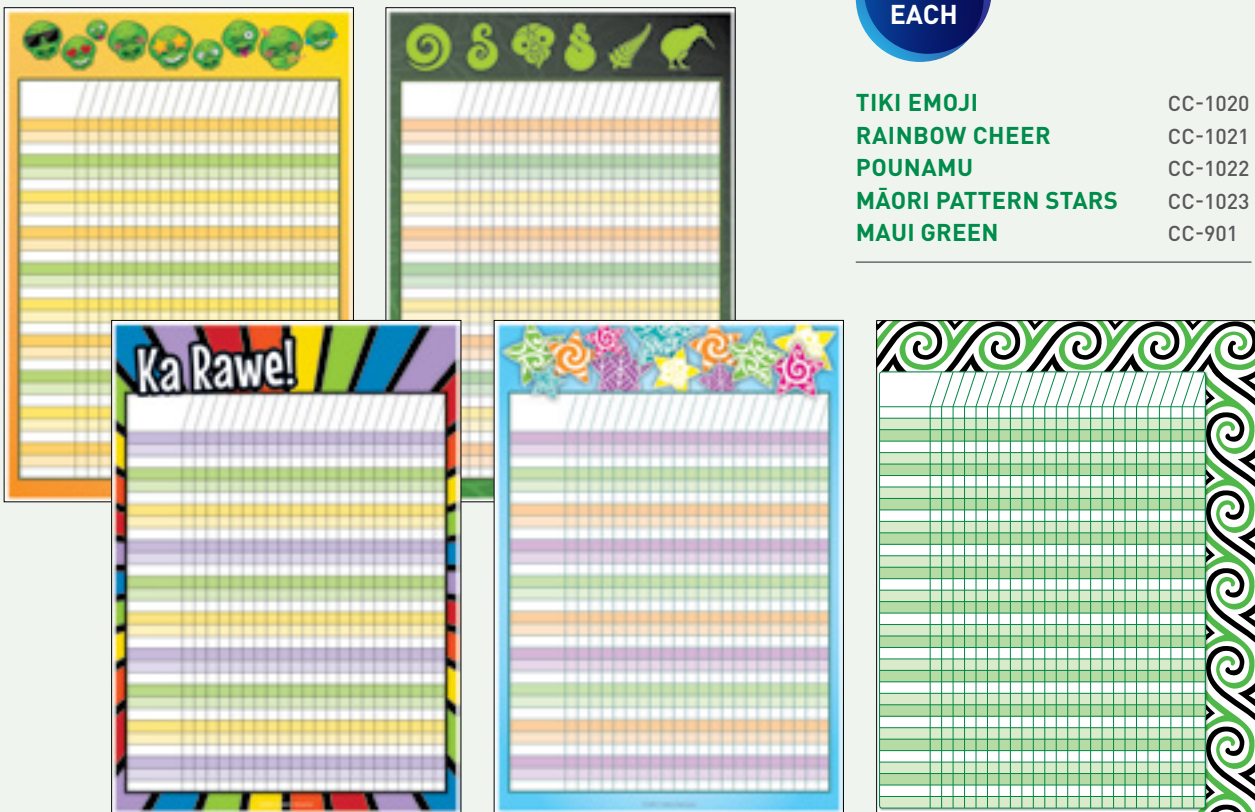 EACH
TIKI EMOJI CC-1020
RAINBOW CHEER CC-1021
POUNAMU CC-1022
MĀORI PATTERN STARS CC-1023
MAUI GREEN CC-901
Ka Rawe!